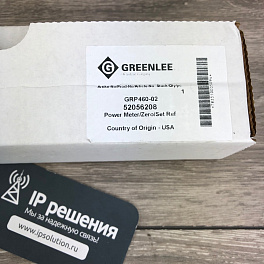 GREENLEE
1
GRP460-02
52056208
Power Meter/Zero/Set Ref
Country of Origin - USA
IP решения
Мы за надежную связь!
www.ipsolution.ru